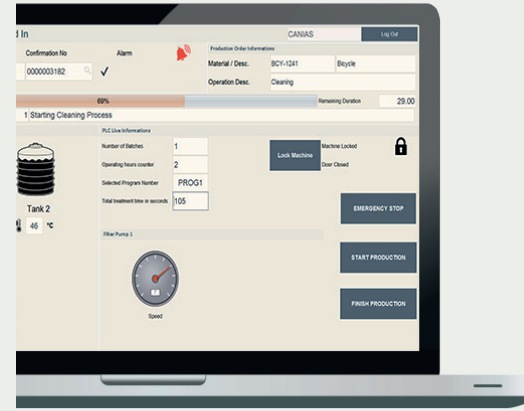 d In
CANIAS
Log Out
Confirmation No
Alarm
Production Order Informations
0000003182
Material / Desc.
BCY-1241
Bicycle
Operation Desc.
Cleaning
69%
Remaining Duration
29.00
1 Starting Cleaning Process
PLC Live Informations
Number of Batches
1
Operating hours counter
2
Selected Program Number
PROG1
Total treatment time in seconds
105
Lock Machine
Machine Locked
Door Closed
Tank 2
46 °C
EMERGENCY STOP
Filter Pump 1
START PRODUCTION
FINISH PRODUCTION
Speed